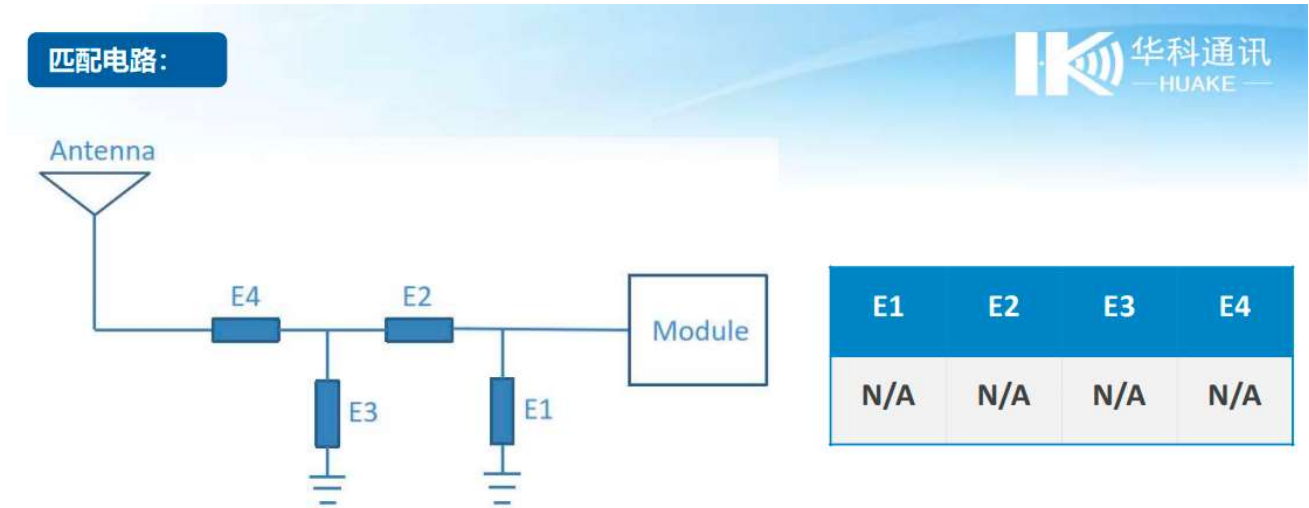 匹配电路:
华科通讯
HUAKE
Antenna
E4
E2
Module
E3
E1
E1 E2 E3 E4
N/A N/A N/A N/A